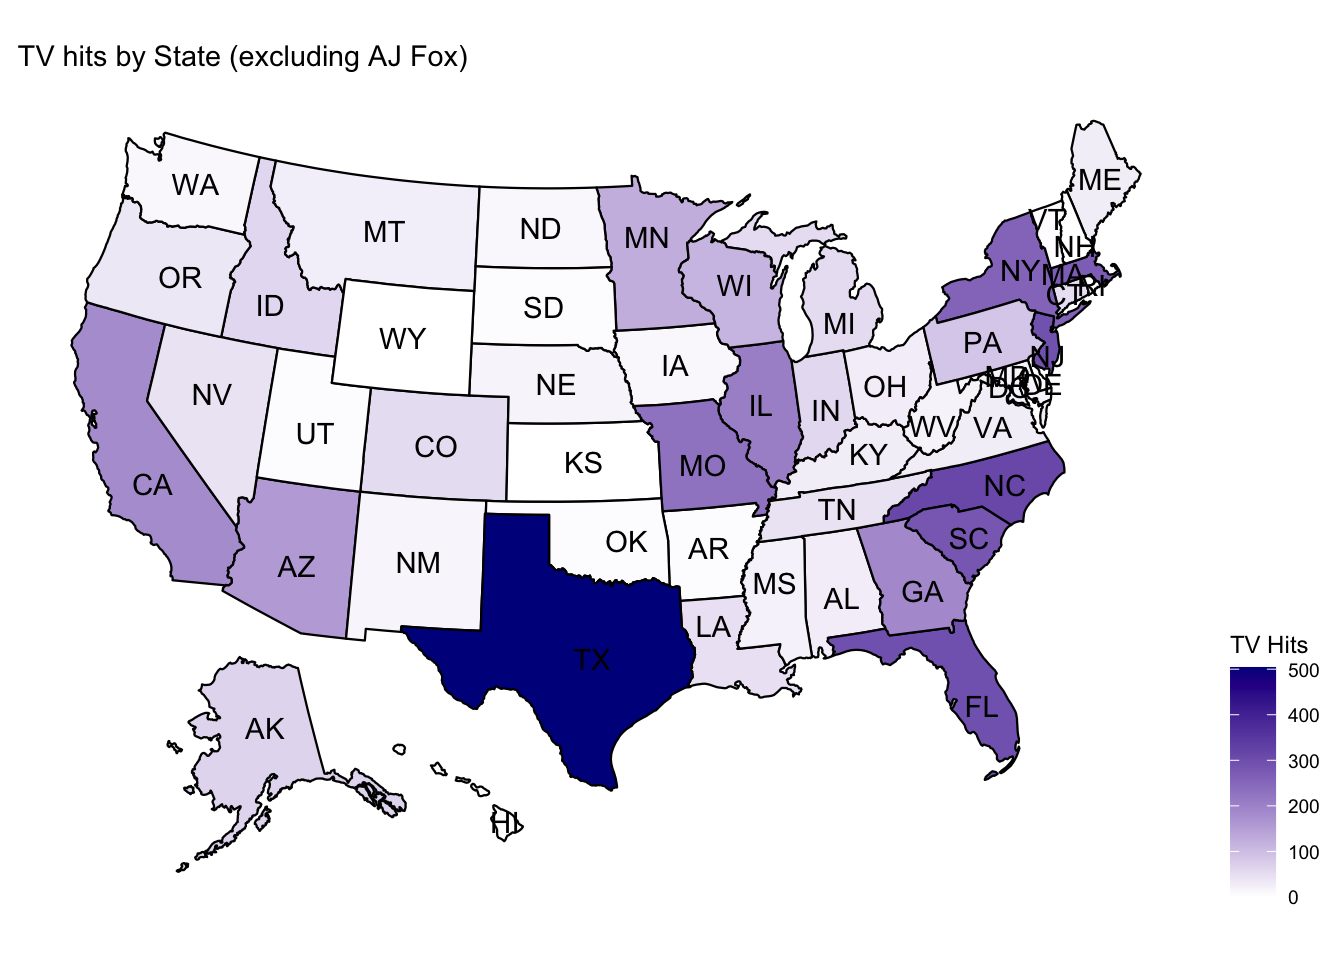 TV hits by State (excluding AJ Fox)
WA
ME
MT
ND
VT
MN
NH
OR
NY
MA
ID
SD
WI
RI
CT
WY
MI
PA
NJ
IA
NE
OH
MD
DE
DC
NV
IN
IL
UT
CO
WV
VA
KY
KS
MO
CA
NC
TN
OK
SC
AR
AZ
NM
MS
GA
AL
LA
TV Hits
TX
500
FL
400
AK
300
200
HI
100
0